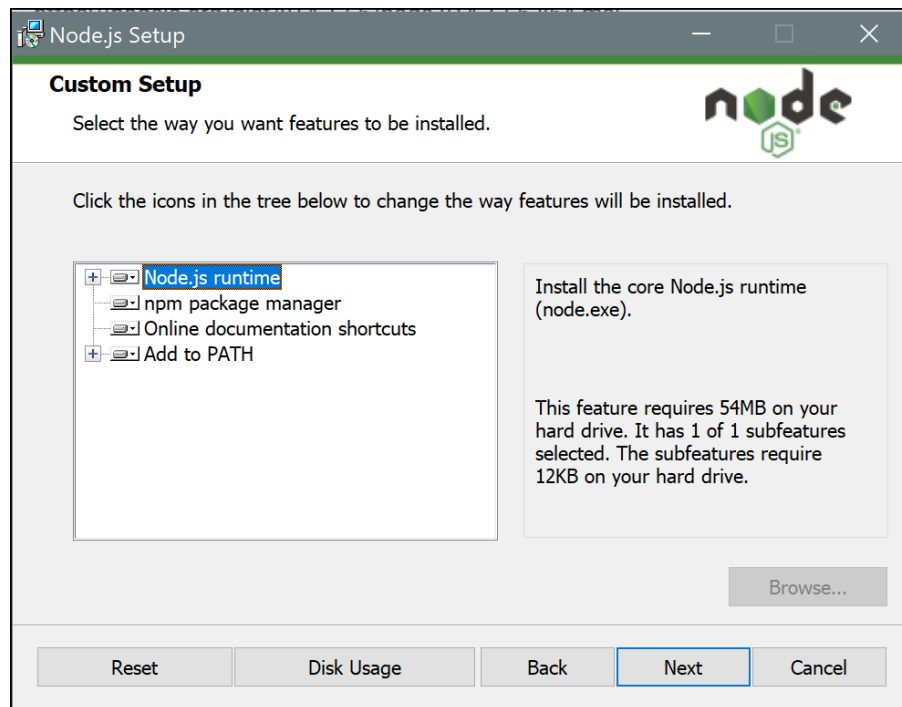 Node.js Setup
Custom Setup
Select the way you want features to be installed.
node
JS
Click the icons in the tree below to change the way features will be installed.
Node.js runtime
npm package manager
Online documentation shortcuts
Add to PATH
Install the core Node.js runtime
(node.exe).
This feature requires 54MB on your
hard drive. It has 1 of 1 subfeatures
selected. The subfeatures require
12KB on your hard drive.
Browse...
Reset
Disk Usage
Back
Next
Cancel